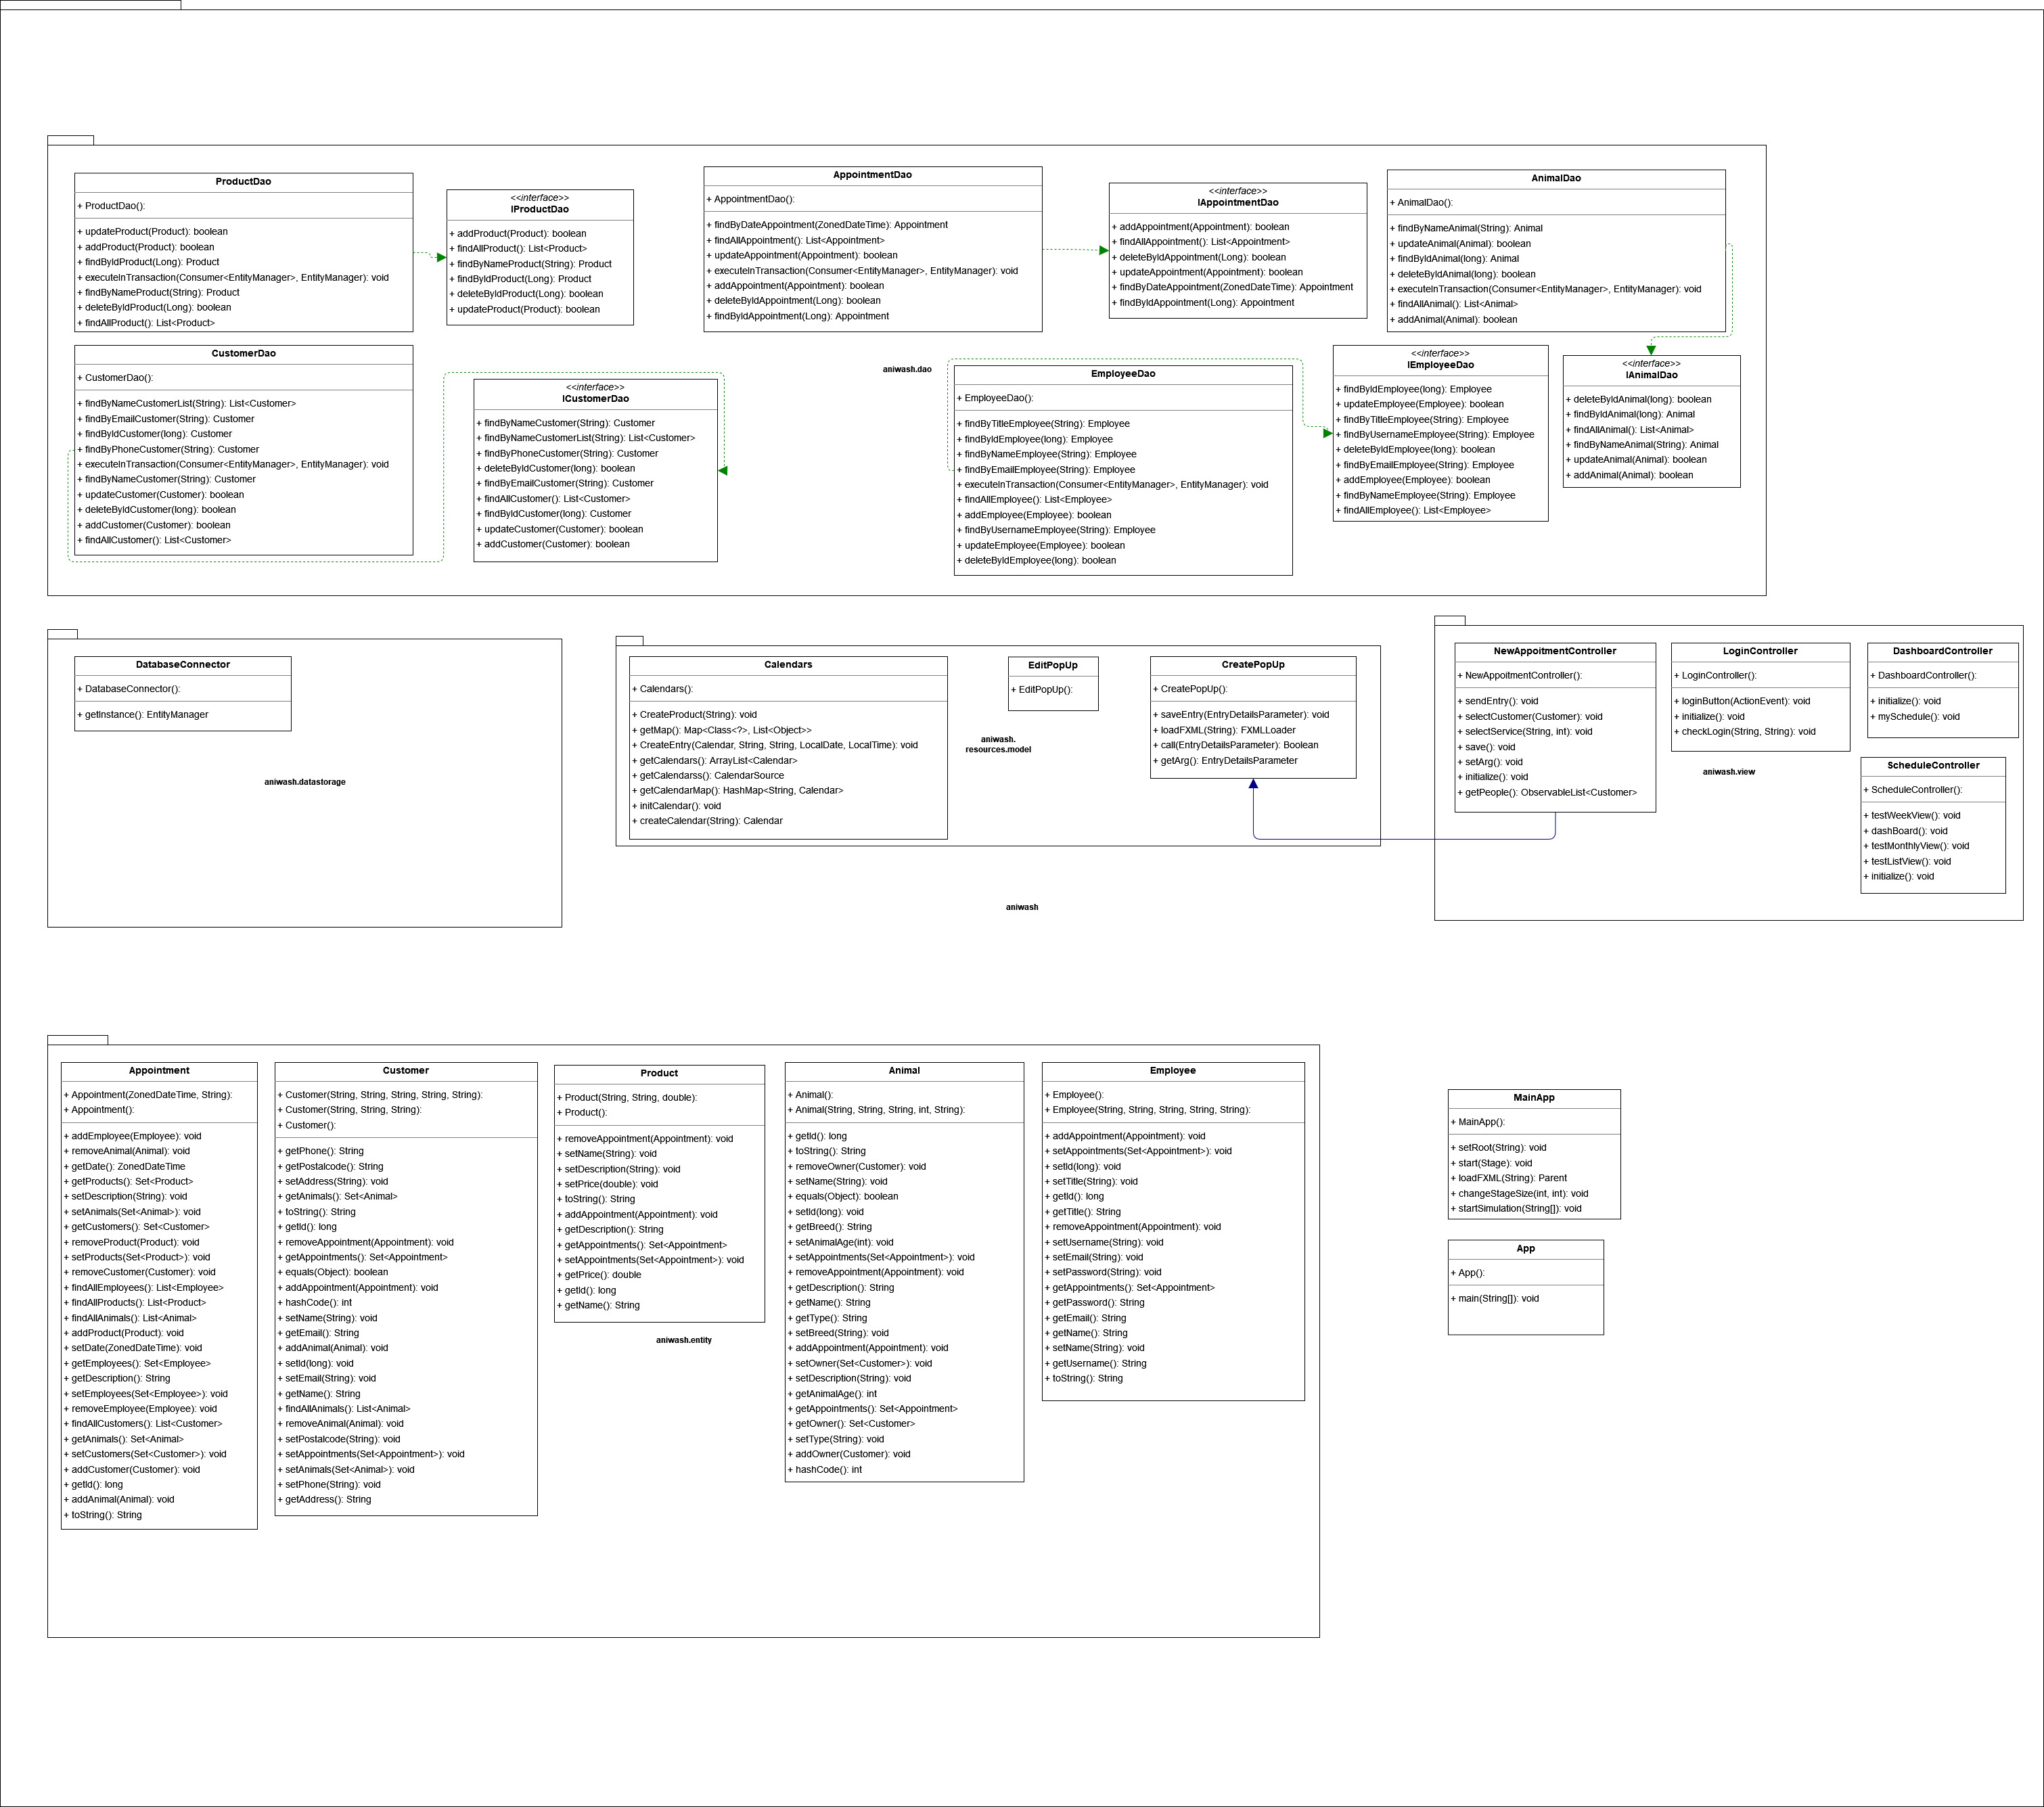 ProductDao
+ ProductDao():
+ updateProduct(Product): boolean
+ addProduct(Product): boolean
+ findByIdProduct(Long): Product
+ executeInTransaction(Consumer<EntityManager>, EntityManager): void
+ findByNameProduct(String): Product
+ deleteByIdProduct(Long): boolean
+ findAllProduct(): List<Product>
<<interface>>
IProductDao
+ addProduct(Product): boolean
+ findAllProduct(): List<Product>
+ findByNameProduct(String): Product
+ findByIdProduct(Long): Product
+ deleteByIdProduct(Long): boolean
+ updateProduct(Product): boolean
AppointmentDao
+ AppointmentDao():
+ findByDateAppointment(ZonedDateTime): Appointment
+ findAllAppointment(): List<Appointment>
+ updateAppointment(Appointment): boolean
+ executeInTransaction(Consumer<EntityManager>, EntityManager): void
+ addAppointment(Appointment): boolean
+ deleteByIdAppointment(Long): boolean
+ findByIdAppointment(Long): Appointment
<<interface>>
IAppointmentDao
+ addAppointment(Appointment): boolean
+ findAllAppointment(): List<Appointment>
+ deleteByIdAppointment(Long): boolean
+ updateAppointment(Appointment): boolean
+ findByDateAppointment(ZonedDateTime): Appointment
+ findByIdAppointment(Long): Appointment
AnimalDao
+ AnimalDao():
+ findByNameAnimal(String): Animal
+ updateAnimal(Animal): boolean
+ findByIdAnimal(long): Animal
+ deleteByIdAnimal(long): boolean
+ executeInTransaction(Consumer<EntityManager>, EntityManager): void
+ findAllAnimal(): List<Animal>
+ addAnimal(Animal): boolean
CustomerDao
+ CustomerDao():
+ findByNameCustomerList(String): List<Customer>
+ findByEmailCustomer(String): Customer
+ findByIdCustomer(long): Customer
+ findByPhoneCustomer(String): Customer
+ executeInTransaction(Consumer<EntityManager>, EntityManager): void
+ findByNameCustomer(String): Customer
+ updateCustomer(Customer): boolean
+ deleteByIdCustomer(long): boolean
+ addCustomer(Customer): boolean
+ findAllCustomer(): List<Customer>
<<interface>>
ICustomerDao
+ findByNameCustomer(String): Customer
+ findByNameCustomerList(String): List<Customer>
+ findByPhoneCustomer(String): Customer
+ deleteByIdCustomer(long): boolean
+ findByEmailCustomer(String): Customer
+ findAllCustomer(): List<Customer>
+ findByIdCustomer(long): Customer
+ updateCustomer(Customer): boolean
+ addCustomer(Customer): boolean
aniwash.dao
EmployeeDao
+ EmployeeDao():
+ findByTitleEmployee(String): Employee
+ findByIdEmployee(long): Employee
+ findByNameEmployee(String): Employee
+ findByEmailEmployee(String): Employee
+ executeInTransaction(Consumer<EntityManager>, EntityManager): void
+ findAllEmployee(): List<Employee>
+ addEmployee(Employee): boolean
+ findByUsernameEmployee(String): Employee
+ updateEmployee(Employee): boolean
+ deleteByIdEmployee(long): boolean
<<interface>>
IEmployeeDao
+ findByIdEmployee(long): Employee
+ updateEmployee(Employee): boolean
+ findByTitleEmployee(String): Employee
+ findByUsernameEmployee(String): Employee
+ deleteByIdEmployee(long): boolean
+ findByEmailEmployee(String): Employee
+ addEmployee(Employee): boolean
+ findByNameEmployee(String): Employee
+ findAllEmployee(): List<Employee>
<<interface>>
IAnimalDao
+ deleteByIdAnimal(long): boolean
+ findByIdAnimal(long): Animal
+ findAllAnimal(): List<Animal>
+ findByNameAnimal(String): Animal
+ updateAnimal(Animal): boolean
+ addAnimal(Animal): boolean
DatabaseConnector
+ DatabaseConnector():
+ getInstance(): EntityManager
aniwash.datastorage
Calendars
+ Calendars():
+ CreateProduct(String): void
+ getMap(): Map<Class<?>, List<Object>>
+ CreateEntry(Calendar, String, String, LocalDate, LocalTime): void
+ getCalendars(): ArrayList<Calendar>
+ getCalendarss(): CalendarSource
+ getCalendarMap(): HashMap<String, Calendar>
+ initCalendar(): void
+ createCalendar(String): Calendar
EditPopUp
+ EditPopUp():
aniwash.
resources.model
CreatePopUp
+ CreatePopUp():
+ saveEntry(EntryDetailsParameter): void
+ loadFXML(String): FXMLLoader
+ call(EntryDetailsParameter): Boolean
+ getArg(): EntryDetailsParameter
NewAppoitmentController
+ NewAppoitmentController():
+ sendEntry(): void
+ selectCustomer(Customer): void
+ selectService(String, int): void
+ save(): void
+ setArg(): void
+ initialize(): void
+ getPeople(): ObservableList<Customer>
LoginController
+ LoginController():
+ loginButton(ActionEvent): void
+ initialize(): void
+ checkLogin(String, String): void
aniwash.view
DashboardController
+ DashboardController():
+ initialize(): void
+ mySchedule(): void
ScheduleController
+ ScheduleController():
+ testWeekView(): void
+ dashBoard(): void
+ testMonthlyView(): void
+ testListView(): void
+ initialize(): void
aniwash
Appointment
+ Appointment(ZonedDateTime, String):
+ Appointment():
+ addEmployee(Employee): void
+ removeAnimal(Animal): void
+ getDate(): ZonedDateTime
+ getProducts(): Set<Product>
+ setDescription(String): void
+ setAnimals(Set<Animal>): void
+ getCustomers(): Set<Customer>
+ removeProduct(Product): void
+ setProducts(Set<Product>): void
+ removeCustomer(Customer): void
+ findAllEmployees(): List<Employee>
+ findAllProducts(): List<Product>
+ findAllAnimals(): List<Animal>
+ addProduct(Product): void
+ setDate(ZonedDateTime): void
+ getEmployees(): Set<Employee>
+ getDescription(): String
+ setEmployees(Set<Employee>): void
+ removeEmployee(Employee): void
+ findAllCustomers(): List<Customer>
+ getAnimals(): Set<Animal>
+ setCustomers(Set<Customer>): void
+ addCustomer(Customer): void
+ getId(): long
+ addAnimal(Animal): void
+ toString(): String
Customer
+ Customer(String, String, String, String, String):
+ Customer(String, String, String):
+ Customer():
+ getPhone(): String
+ getPostalcode(): String
+ setAddress(String): void
+ getAnimals(): Set<Animal>
+ toString(): String
+ getId(): long
+ removeAppointment(Appointment): void
+ getAppointments(): Set<Appointment>
+ equals(Object): boolean
+ addAppointment(Appointment): void
+ hashCode(): int
+ setName(String): void
+ getEmail(): String
+ addAnimal(Animal): void
+ setId(long): void
+ setEmail(String): void
+ getName(): String
+ findAllAnimals(): List<Animal>
+ removeAnimal(Animal): void
+ setPostalcode(String): void
+ setAppointments(Set<Appointment>): void
+ setAnimals(Set<Animal>): void
+ setPhone(String): void
+ getAddress(): String
Product
+ Product(String, String, double):
+ Product():
+ removeAppointment(Appointment): void
+ setName(String): void
+ setDescription(String): void
+ setPrice(double): void
+ toString(): String
+ addAppointment(Appointment): void
+ getDescription(): String
+ getAppointments(): Set<Appointment>
+ setAppointments(Set<Appointment>): void
+ getPrice(): double
+ getId(): long
+ getName(): String
aniwash.entity
Animal
+ Animal():
+ Animal(String, String, String, int, String):
+ getId(): long
+ toString(): String
+ removeOwner(Customer): void
+ setName(String): void
+ equals(Object): boolean
+ setId(long): void
+ getBreed(): String
+ setAnimalAge(int): void
+ setAppointments(Set<Appointment>): void
+ removeAppointment(Appointment): void
+ getDescription(): String
+ getName(): String
+ getType(): String
+ setBreed(String): void
+ addAppointment(Appointment): void
+ setOwner(Set<Customer>): void
+ setDescription(String): void
+ getAnimalAge(): int
+ getAppointments(): Set<Appointment>
+ getOwner(): Set<Customer>
+ setType(String): void
+ addOwner(Customer): void
+ hashCode(): int
Employee
+ Employee():
+ Employee(String, String, String, String, String):
+ addAppointment(Appointment): void
+ setAppointments(Set<Appointment>): void
+ setId(long): void
+ setTitle(String): void
+ getId(): long
+ getTitle(): String
+ removeAppointment(Appointment): void
+ setUsername(String): void
+ setEmail(String): void
+ setPassword(String): void
+ getAppointments(): Set<Appointment>
+ getPassword(): String
+ getEmail(): String
+ getName(): String
+ setName(String): void
+ getUsername(): String
+ toString(): String
MainApp
+ MainApp():
+ setRoot(String): void
+ start(Stage): void
+ loadFXML(String): Parent
+ changeStageSize(int, int): void
+ startSimulation(String[]): void
App
+ App():
+ main(String[]): void